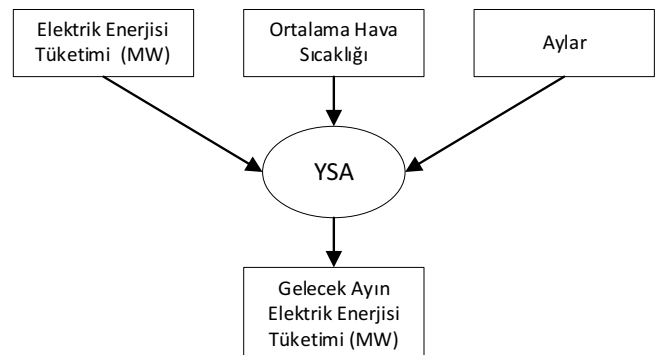 Elektrik Enerjisi
Tüketimi (MW)
Ortalama Hava
Sıcaklığı
Aylar
YSA
Gelecek Ayın
Elektrik Enerjisi
Tüketimi (MW)